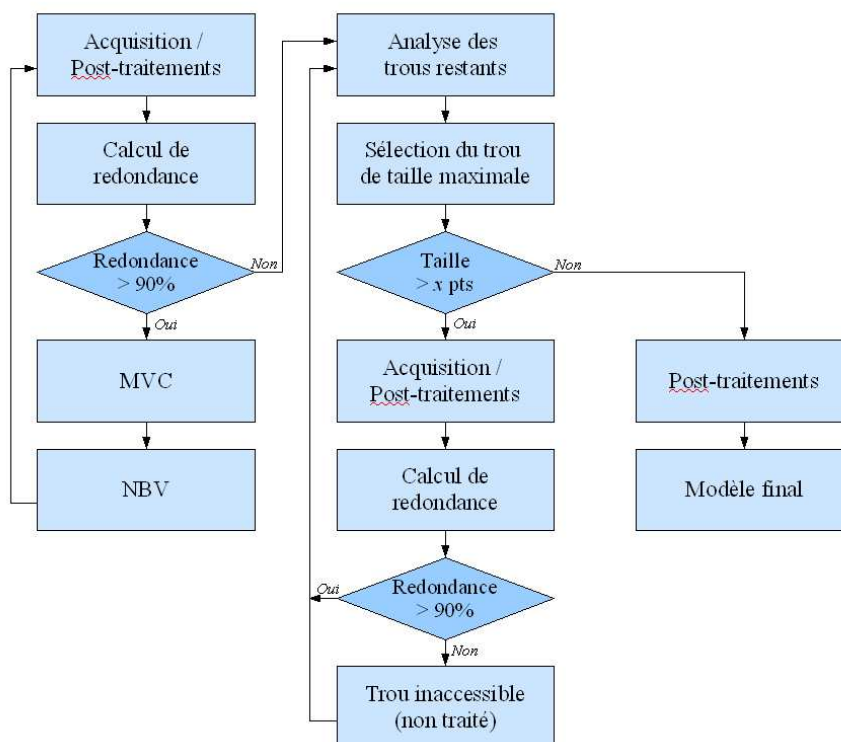 Acquisition /
Post-traitements
Calcul de
redondance
Redondance
> 90%
Non
Oui
MVC
NBV
Analyse des
trous restants
Sélection du trou
de taille maximale
Taille
> x pts
Non
Oui
Acquisition /
Post-traitements
Calcul de
redondance
Redondance
> 90%
Oui
Non
Trou inaccessible
(non traité)
Post-traitements
Modèle final